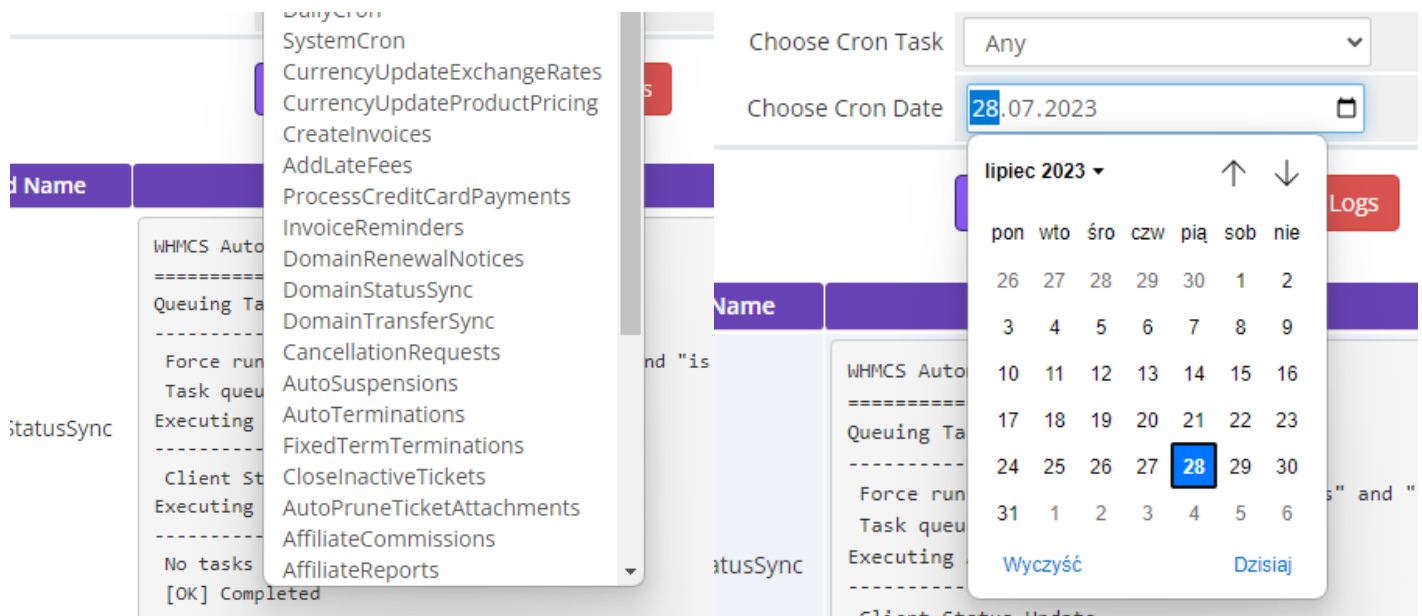 DailyCron
SystemCron
CurrencyUpdateExchangeRates
CurrencyUpdateProductPricing
CreateInvoices
AddLateFees
ProcessCreditCardPayments
InvoiceReminders
DomainRenewalNotices
DomainStatusSync
DomainTransferSync
CancellationRequests
AutoSuspensions
AutoTerminations
FixedTermTerminations
CloseInactiveTickets
AutoPruneTicketAttachments
AffiliateCommissions
AffiliateReports
s
d Name
WHMCS Auto
==========
Queuing Ta
----------
Force run
nd "is
Task queu
StatusSync
Executing
----------
Client St
Executing
----------
No tasks
[OK] Completed
Choose Cron Task
Any
Choose Cron Date
28.07.2023
lipiec 2023
Logs
pon wto śro czw pią sob nie
26 27 28 29 30 1 2
3 4 5 6 7 8 9
10 11 12 13 14 15 16
17 18 19 20 21 22 23
24 25 26 27 28 29 30
31 1 2 3 4 5 6
Wyczyść Dzisiaj
Name
WHMCS Auto
==========
Queuing Ta
----------
Force run
s" and "
Task queu
atusSync
Executing
----------
Client Status Update